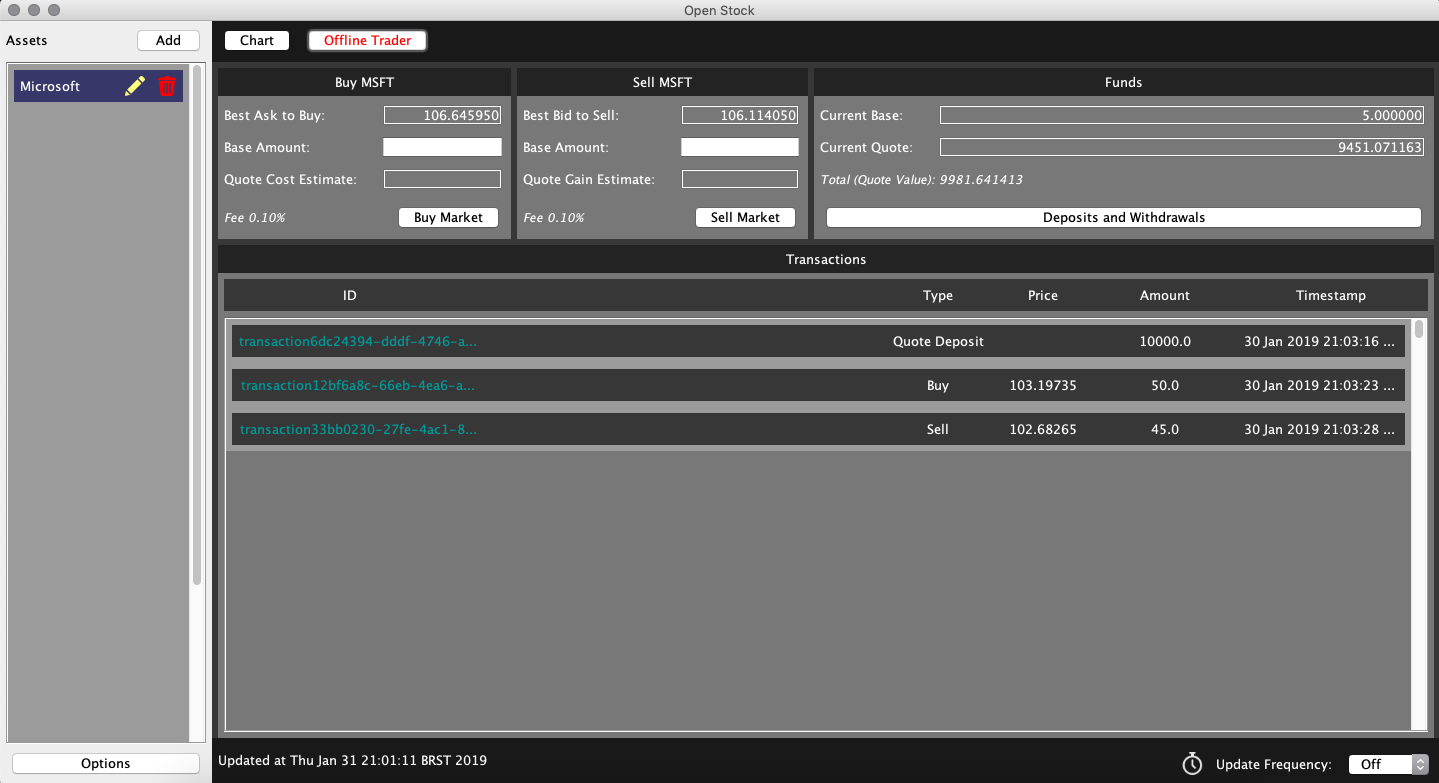 Open Stock
Assets
Add
Microsoft
Options
Chart
Offline Trader
Buy MSFT
Best Ask to Buy: 106.645950
Base Amount:
Quote Cost Estimate:
Fee 0.10% Buy Market
Sell MSFT
Best Bid to Sell: 106.114050
Base Amount:
Quote Gain Estimate:
Fee 0.10% Sell Market
Funds
Current Base: 5.000000
Current Quote: 9451.071163
Total (Quote Value): 9981.641413
Deposits and Withdrawals
Transactions
ID Type Price Amount Timestamp
transaction6dc24394-dddf-4746-a... Quote Deposit 10000.0 30 Jan 2019 21:03:16 ...
transaction12bf6a8c-66eb-4ea6-a... Buy 103.19735 50.0 30 Jan 2019 21:03:23 ...
transaction33bb0230-27fe-4ac1-8... Sell 102.68265 45.0 30 Jan 2019 21:03:28 ...
Updated at Thu Jan 31 21:01:11 BRST 2019
Update Frequency: Off